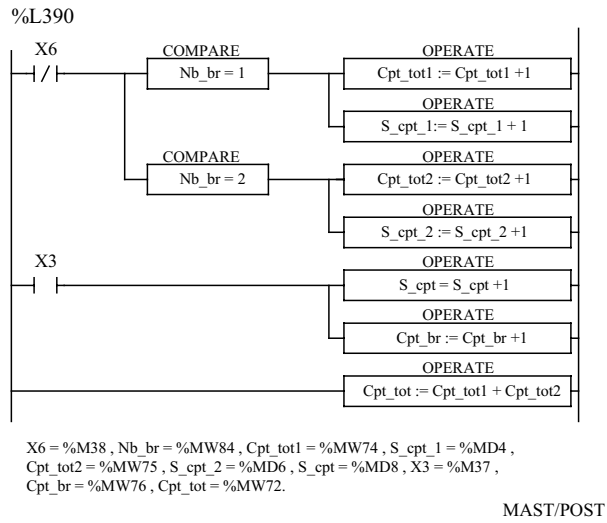 %L390
X6
COMPARE
OPERATE
Nb_br = 1
Cpt_tot1 := Cpt_tot1 +1
OPERATE
S_cpt_1:= S_cpt_1 + 1
COMPARE
OPERATE
Nb_br = 2
Cpt_tot2 := Cpt_tot2 +1
OPERATE
S_cpt_2 := S_cpt_2 +1
X3
OPERATE
S_cpt = S_cpt +1
OPERATE
Cpt_br := Cpt_br +1
OPERATE
Cpt_tot := Cpt_tot1 + Cpt_tot2
X6 = %M38 , Nb_br = %MW84 , Cpt_tot1 = %MW74 , S_cpt_1 = %MD4 ,
Cpt_tot2 = %MW75 , S_cpt_2 = %MD6 , S_cpt = %MD8 , X3 = %M37 ,
Cpt_br = %MW76 , Cpt_tot = %MW72.
MAST/POST